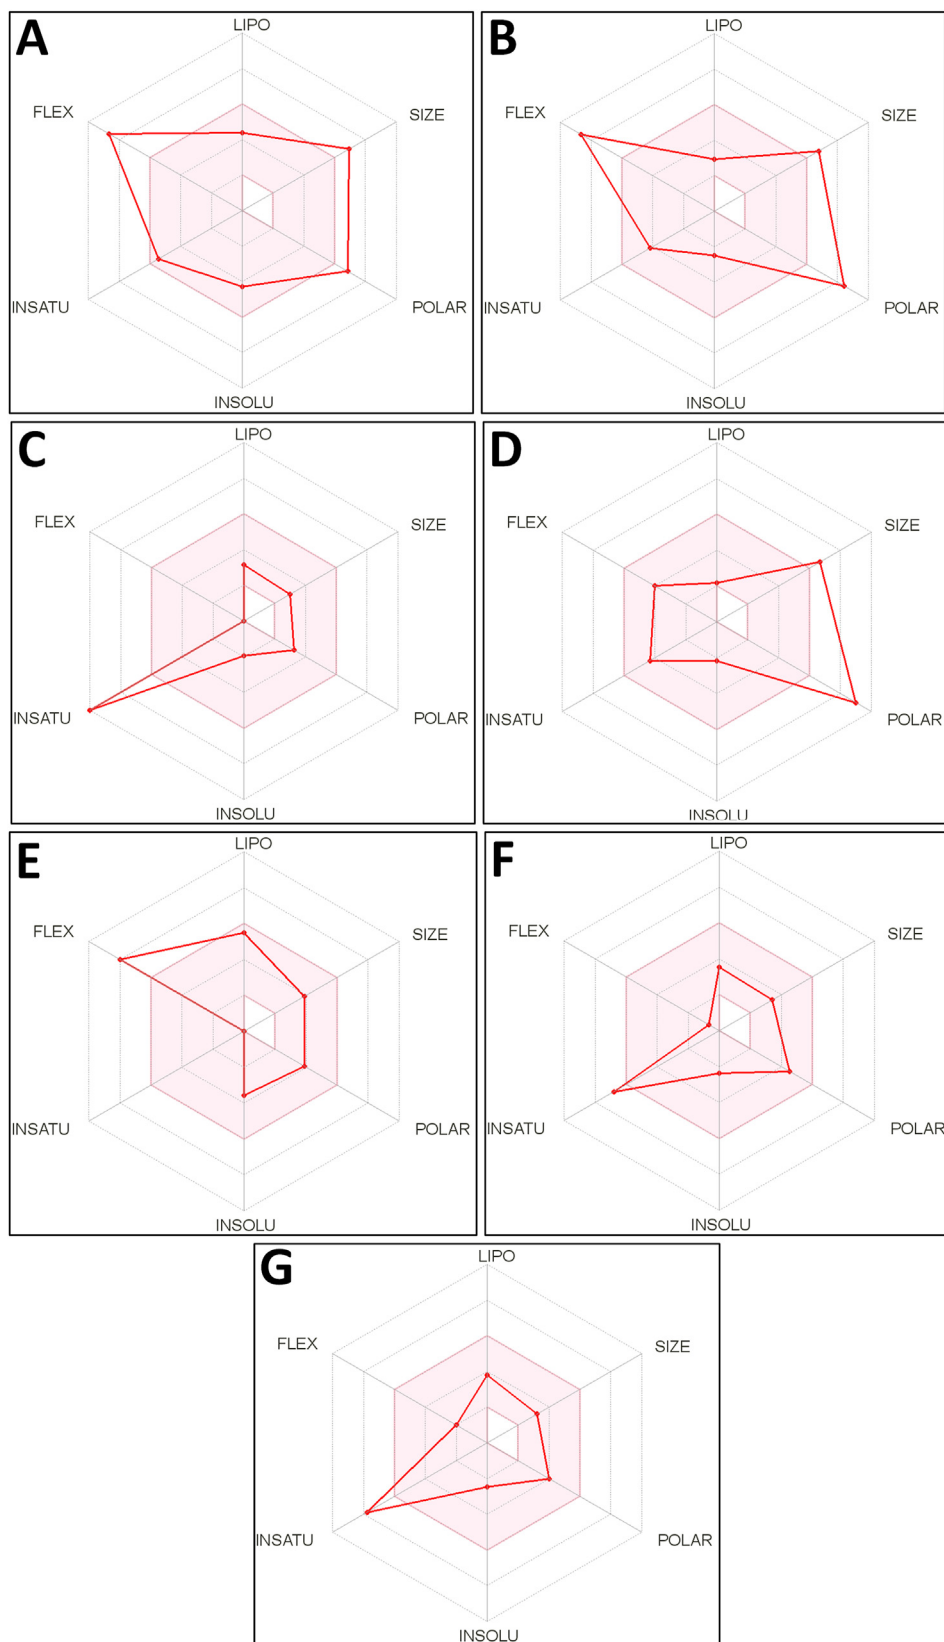 A
LIPO
FLEX
SIZE
INSATU
POLAR
INSOLU
B
LIPO
FLEX
SIZE
INSATU
POLAR
INSOLU
C
LIPO
FLEX
SIZE
INSATU
POLAR
INSOLU
D
LIPO
FLEX
SIZE
INSATU
POLAR
INSOLU
E
LIPO
FLEX
SIZE
INSATU
POLAR
INSOLU
F
LIPO
FLEX
SIZE
INSATU
POLAR
INSOLU
G
LIPO
FLEX
SIZE
INSATU
POLAR
INSOLU